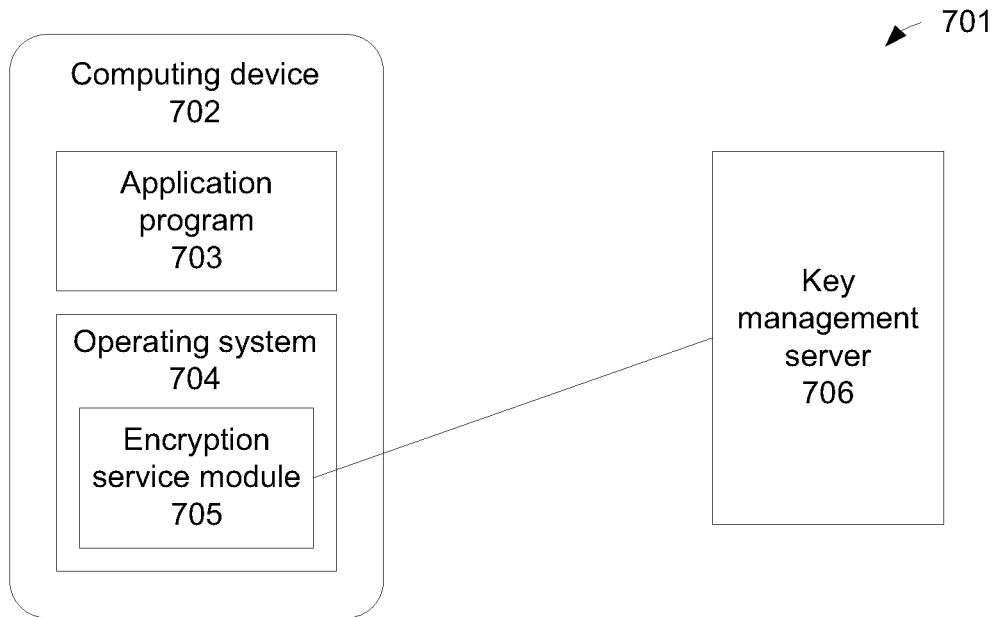 701
Computing device
702
Application
program
703
Operating system
704
Encryption
service module
705
Key
management
server
706